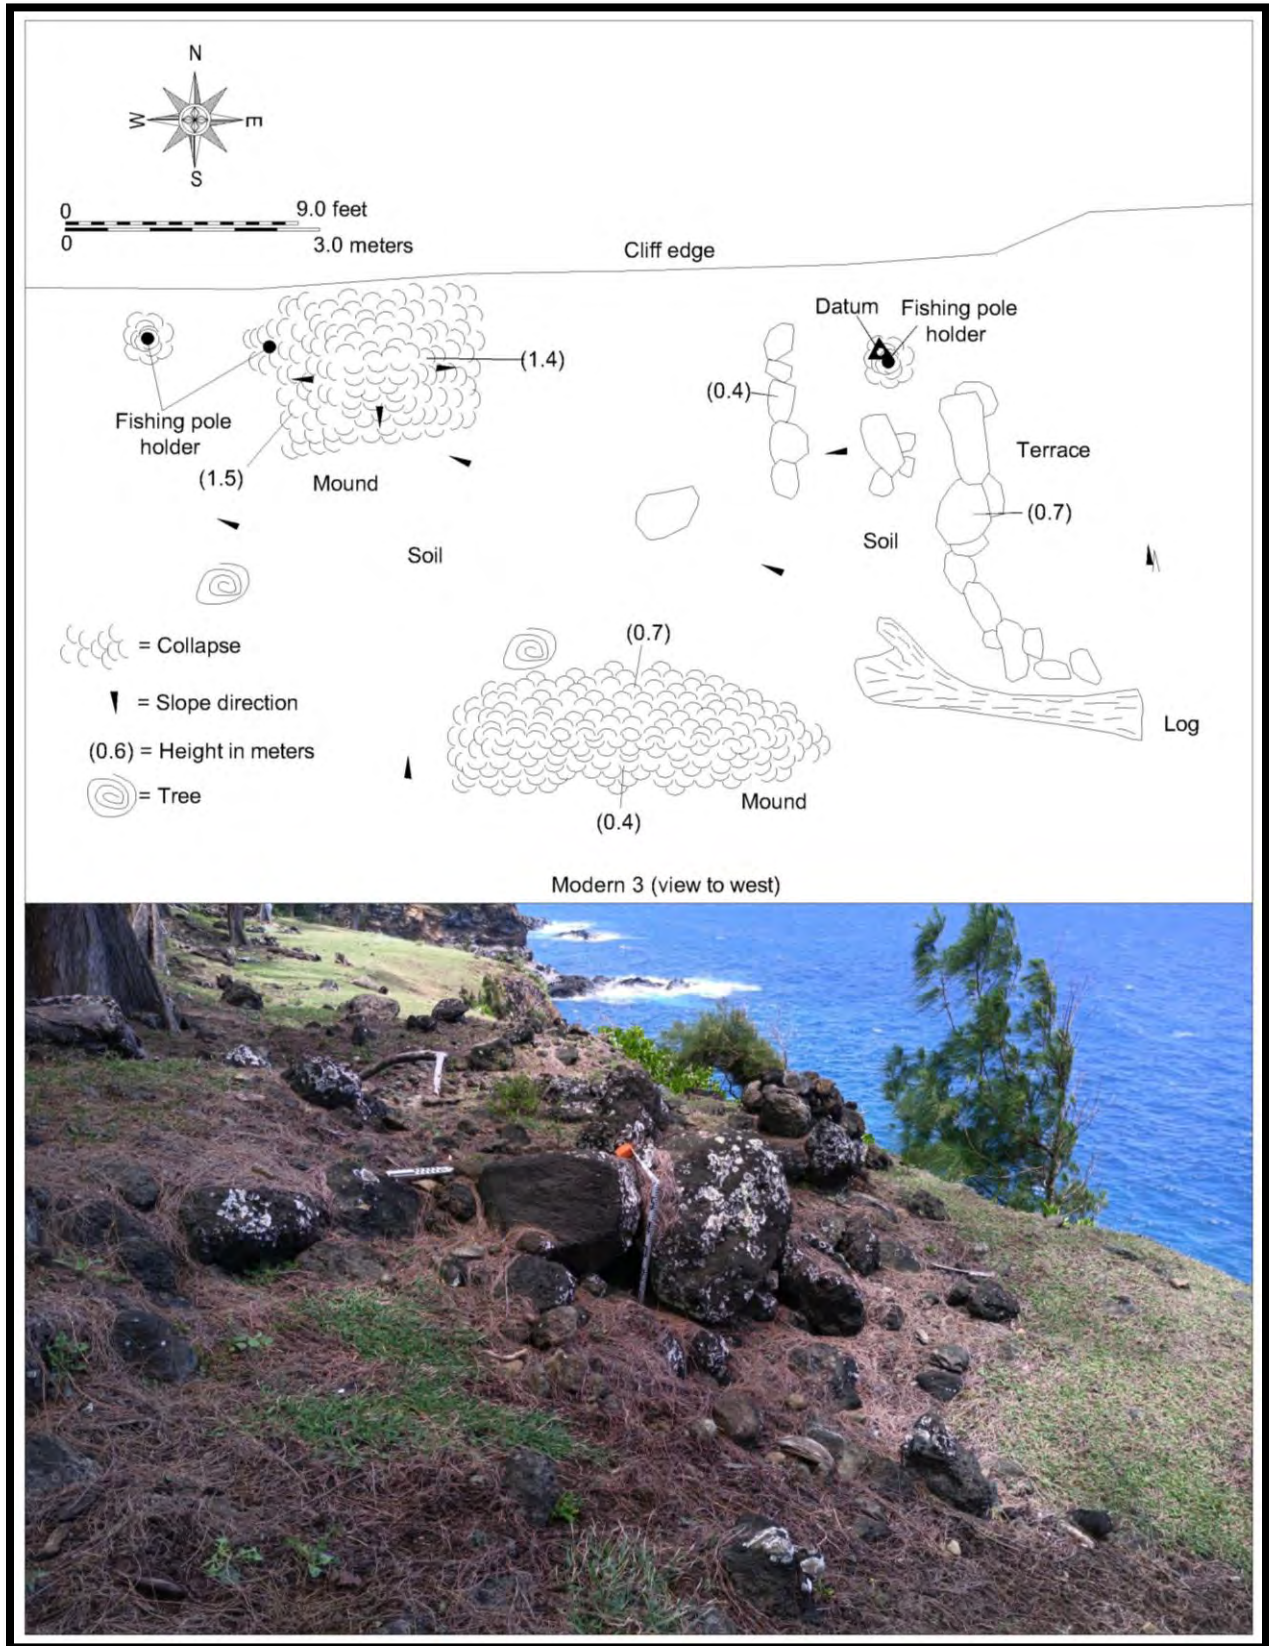 N
W
E
S
0
9.0 feet
0
3.0 meters
Cliff edge
Datum
Fishing pole
holder
(1.4)
(0.4)
Fishing pole
holder
Terrace
(1.5)
Mound
(0.7)
Soil
Soil
= Collapse
(0.7)
= Slope direction
Log
(0.6) = Height in meters
= Tree
Mound
(0.4)
Modern 3 (view to west)